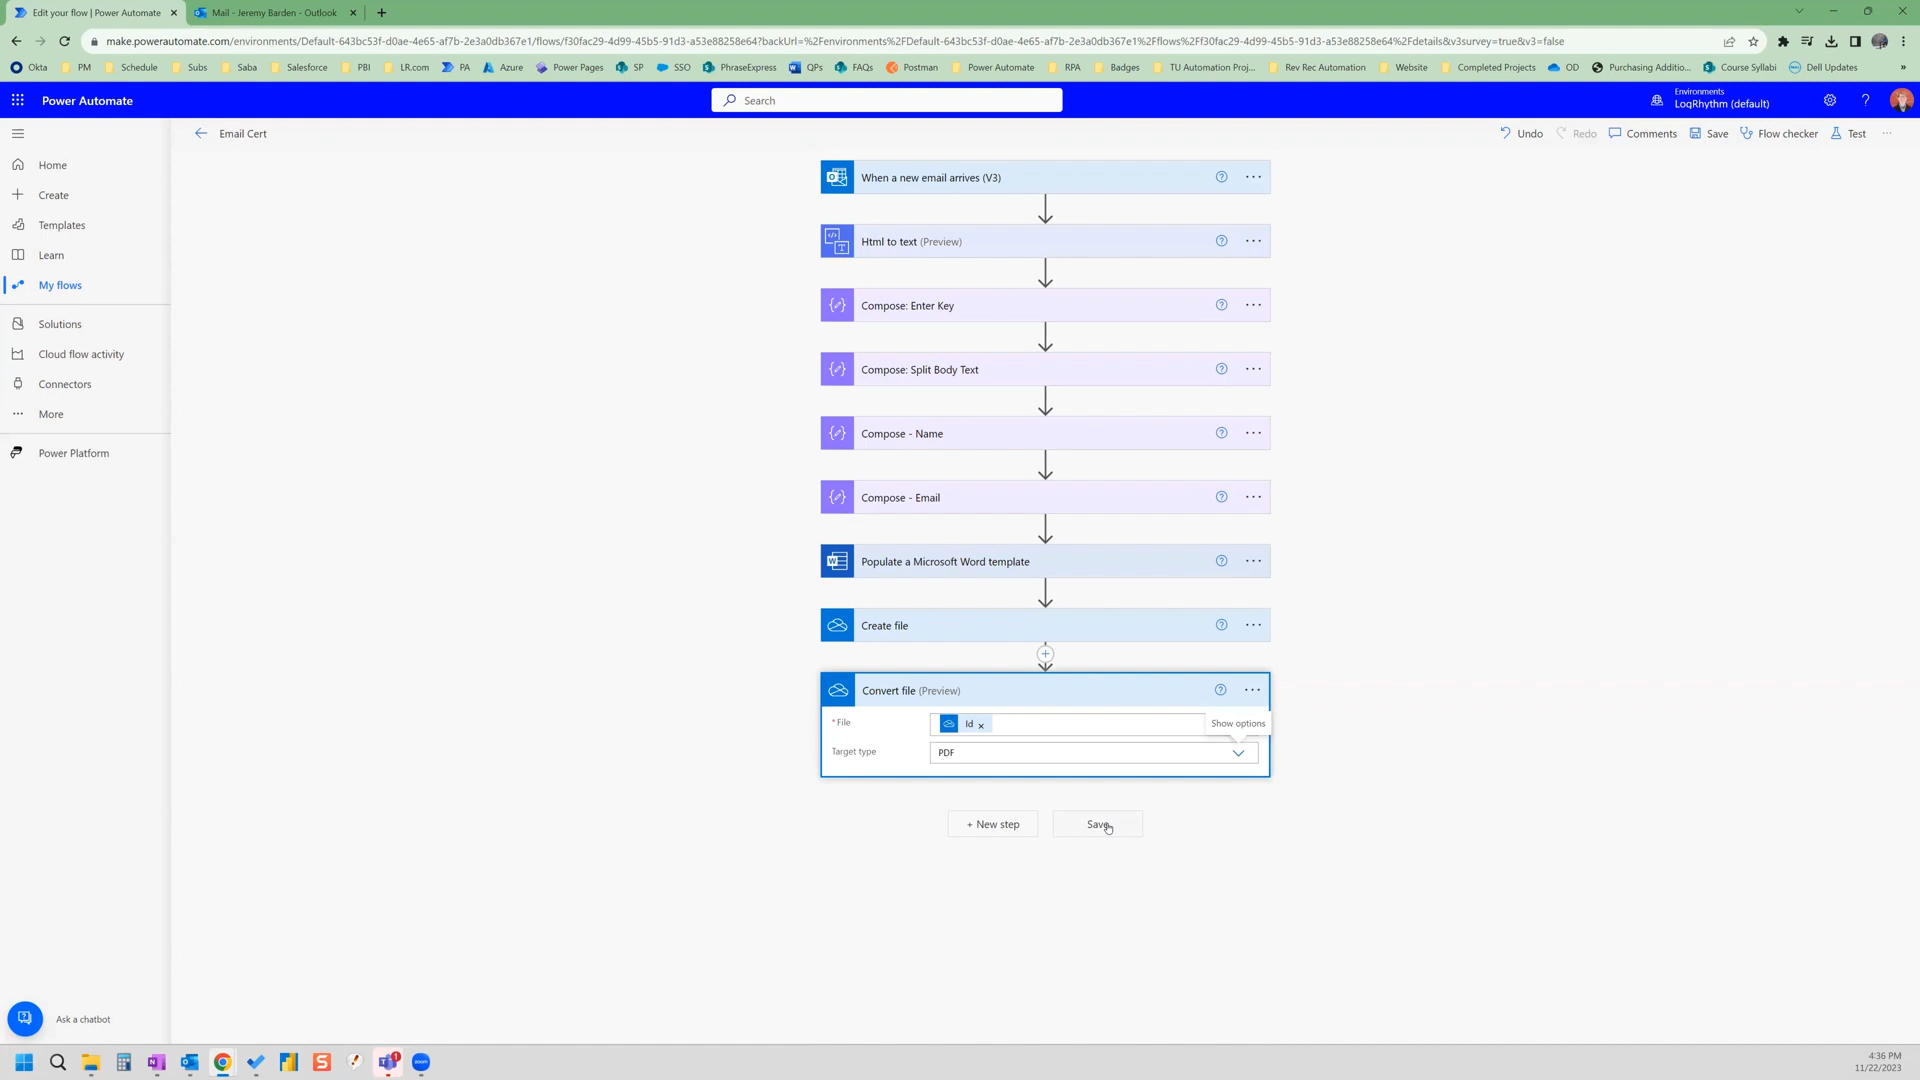 Edit your flow | Power Automate
Mail - Jeremy Barden - Outlook
make.powerautomate.com/environments/Default-643bc53f-d0ae-4e65-af7b-2e3a0db367e1/flows/f30fac29-4d99-45b5-91d3-a53e88258e64?backUrl=%2Fenvironments%2FDefault-643bc53f-d0ae-4e65-af7b-2e3a0db367e1%2Fflows%2Ff30fac29-4d99-45b5-91d3-a53e88258e64%2Fdetails&v3survey=true&v3=false
Okta PM Schedule Subs Saba Salesforce PBI LR.com PA Azure Power Pages SP SSO PhraseExpress QPs FAQs Postman Power Automate RPA Badges TU Automation Proj... Rev Rec Automation Website Completed Projects OD Purchasing Additio... Course Syllabi Dell Updates »
Power Automate
Search
Environments
LogRhythm (default)
Email Cert
Undo Redo Comments Save Flow checker Test
Home
Create
Templates
Learn
My flows
Solutions
Cloud flow activity
Connectors
More
Power Platform
When a new email arrives (V3)
Html to text (Preview)
Compose: Enter Key
Compose: Split Body Text
Compose - Name
Compose - Email
Populate a Microsoft Word template
Create file
Convert file (Preview)
* File
Id x
Show options
Target type
PDF
+ New step
Save
Ask a chatbot
4:36 PM
11/22/2023